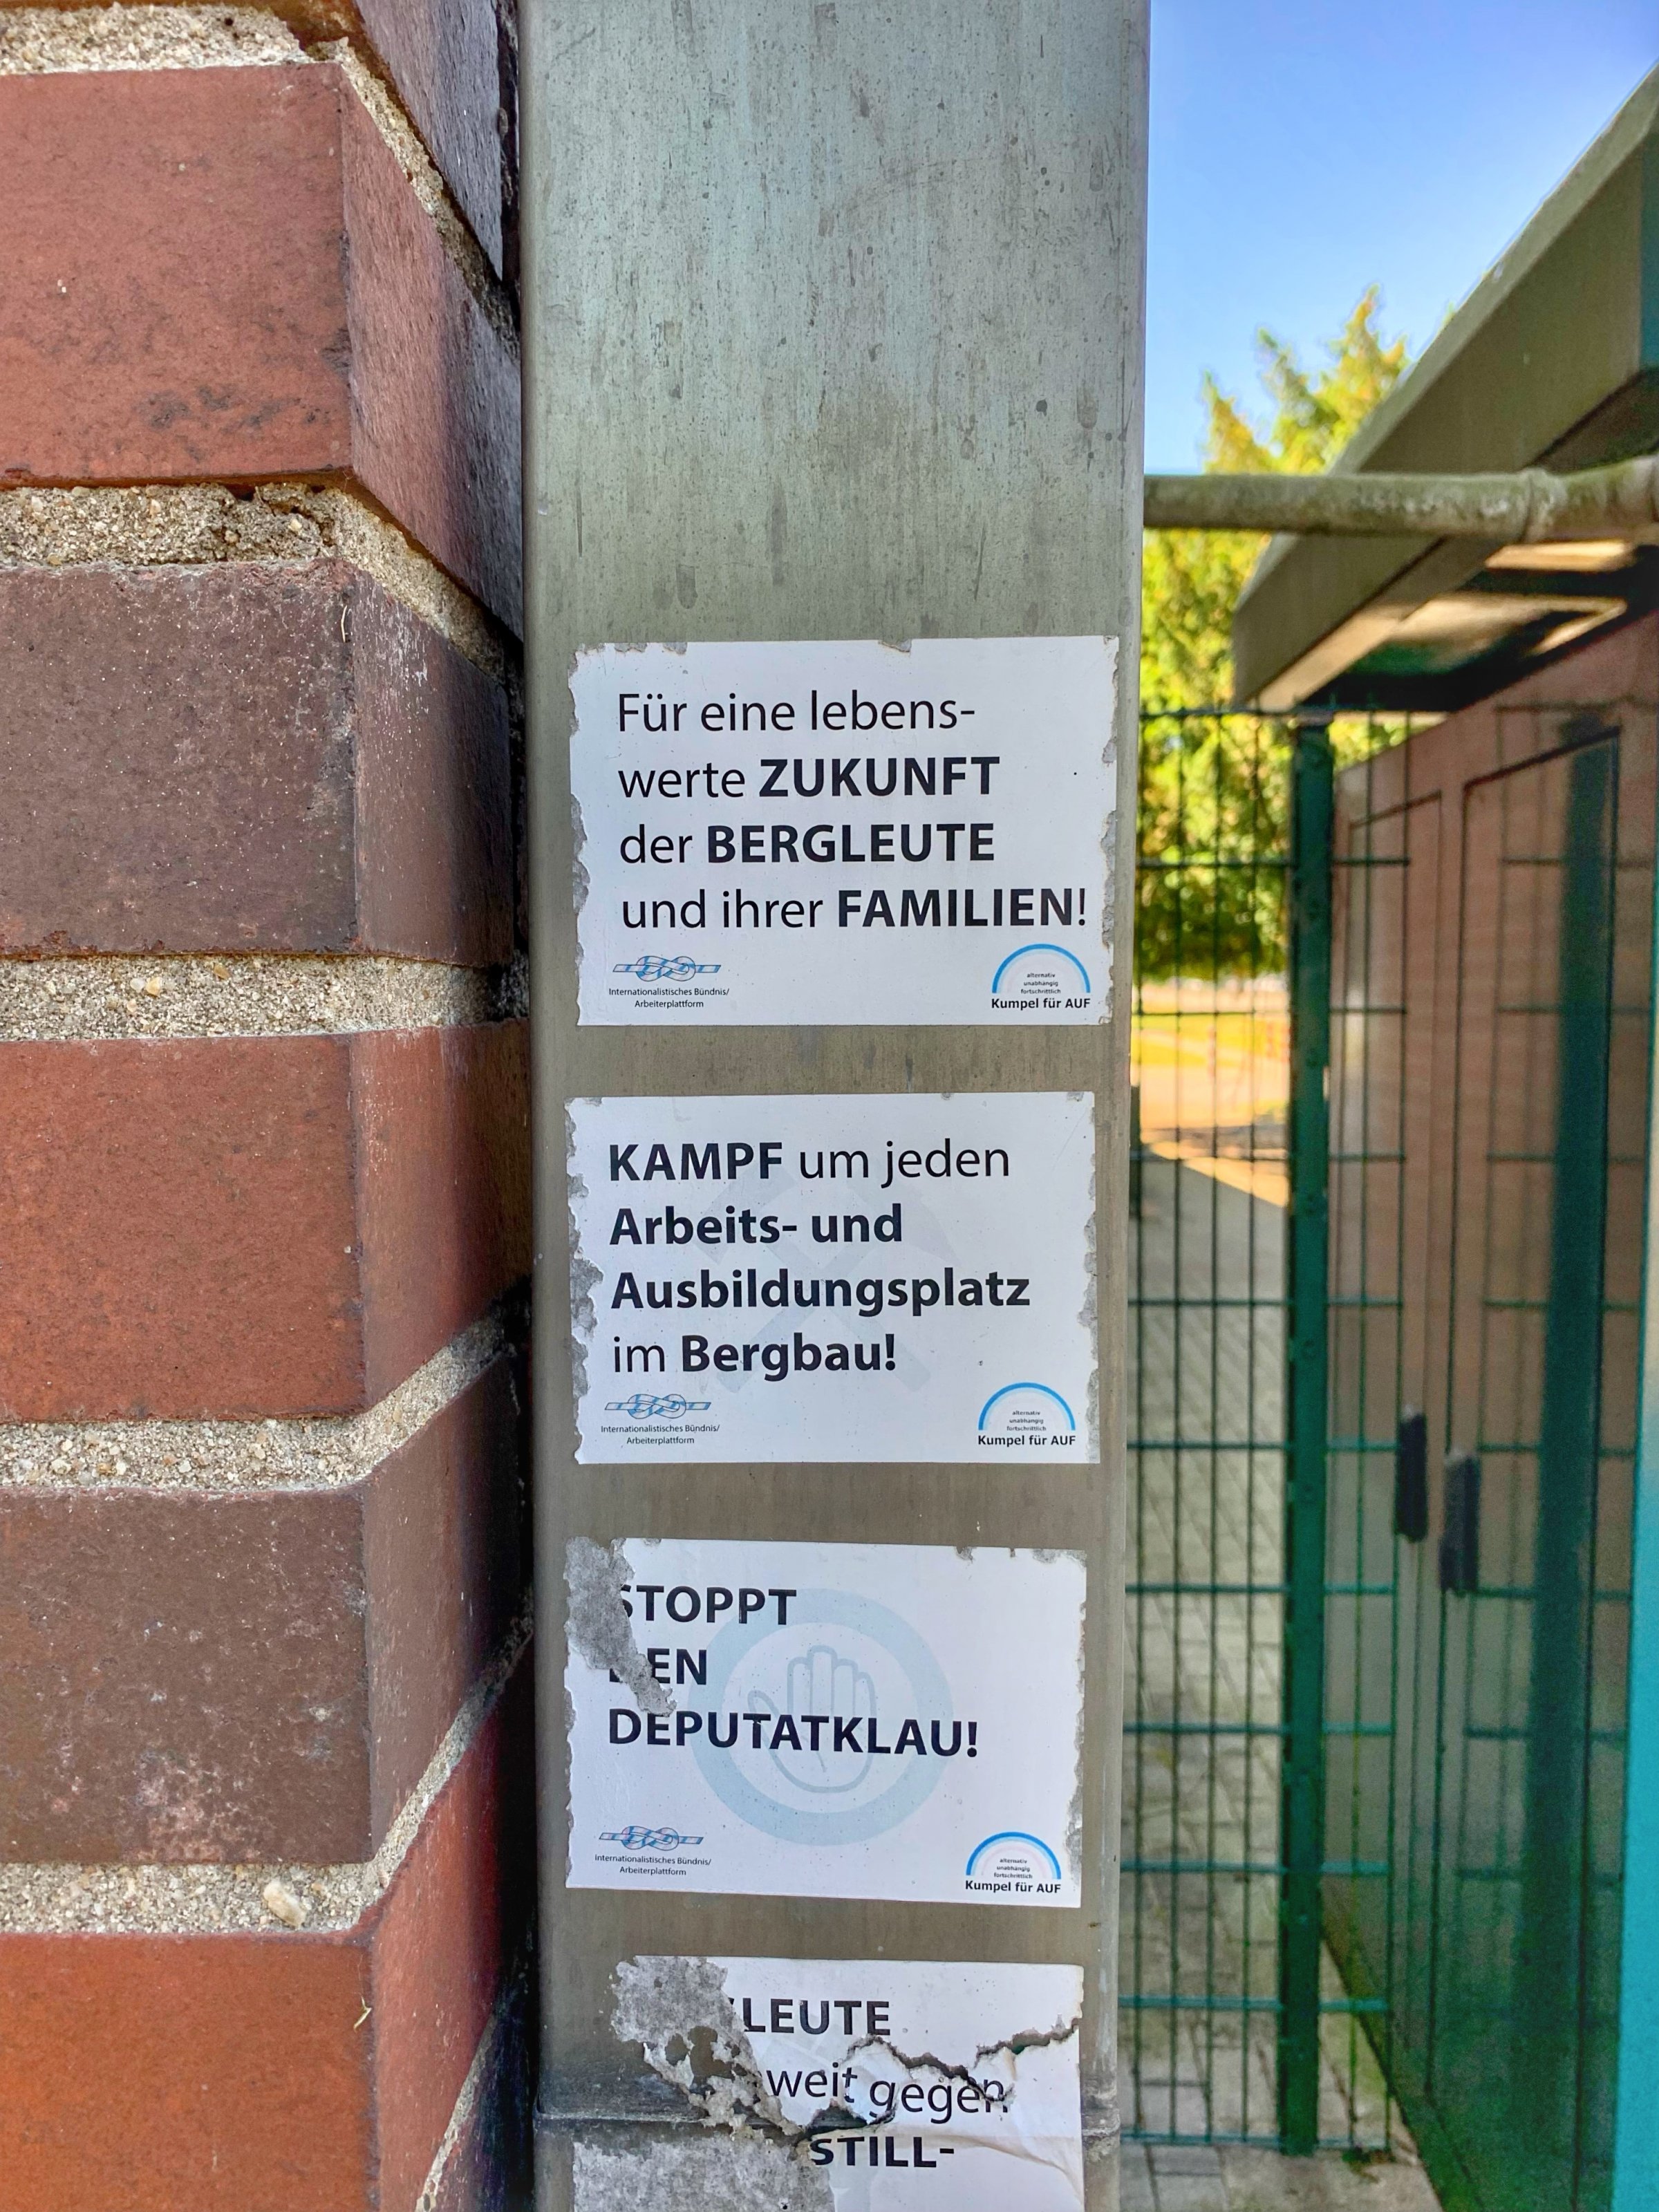 Für eine lebens-
werte ZUKUNFT
der BERGLEUTE
und ihrer FAMILIEN!
Internationalistisches Bündnis/
Arbeiterplattform
alternativ
unabhängig
fortschrittlich
Kumpel für AUF
KAMPF um jeden
Arbeits- und
Ausbildungsplatz
im Bergbau!
Internationalistisches Bündnis/
Arbeiterplattform
alternativ
unabhängig
fortschrittlich
Kumpel für AUF
STOPPT
DEN
DEPUTATKLAU!
Internationalistisches Bündnis/
Arbeiterplattform
alternativ
unabhängig
fortschrittlich
Kumpel für AUF
LEUTE
weit gegen
STILL-